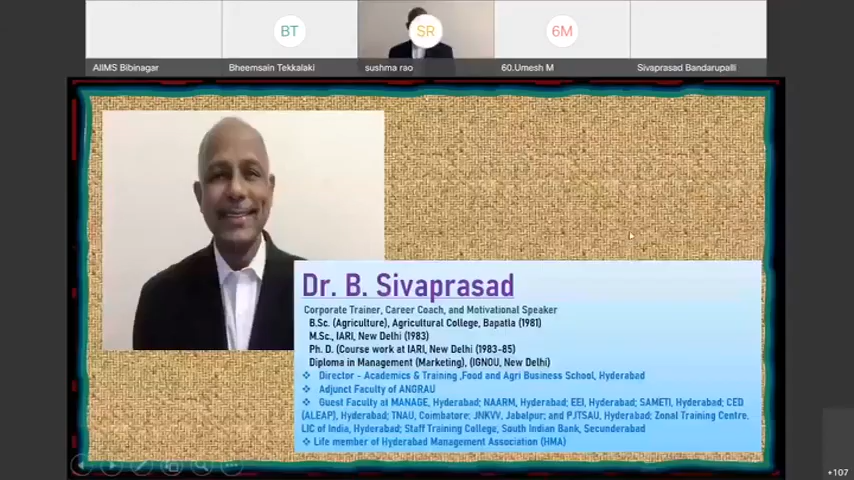 BT
SR
6M
AIIMS Bibinagar
Bheemsain Tekkalaki
sushma rao
60.Umesh M
Sivaprasad Bandarupalli
Dr. B. Sivaprasad
Corporate Trainer, Career Coach, and Motivational Speaker
B.Sc. (Agriculture), Agricultural College, Bapatla (1981)
M.Sc., IARI, New Delhi (1983)
Ph. D. (Course work at IARI, New Delhi (1983-85)
Diploma in Management (Marketing), (IGNOU, New Delhi)
❖ Director - Academics & Training ,Food and Agri Business School, Hyderabad
❖ Adjunct Faculty of ANGRAU
❖ Guest Faculty at MANAGE, Hyderabad; NAARM, Hyderabad; EEI, Hyderabad; SAMETI, Hyderabad; CED
(ALEAP), Hyderabad; TNAU, Coimbatore; JNKVV, Jabalpur; and PJTSAU, Hyderabad; Zonal Training Centre,
LIC of India, Hyderabad; Staff Training College, South Indian Bank, Secunderabad
❖ Life member of Hyderabad Management Association (HMA)
+107